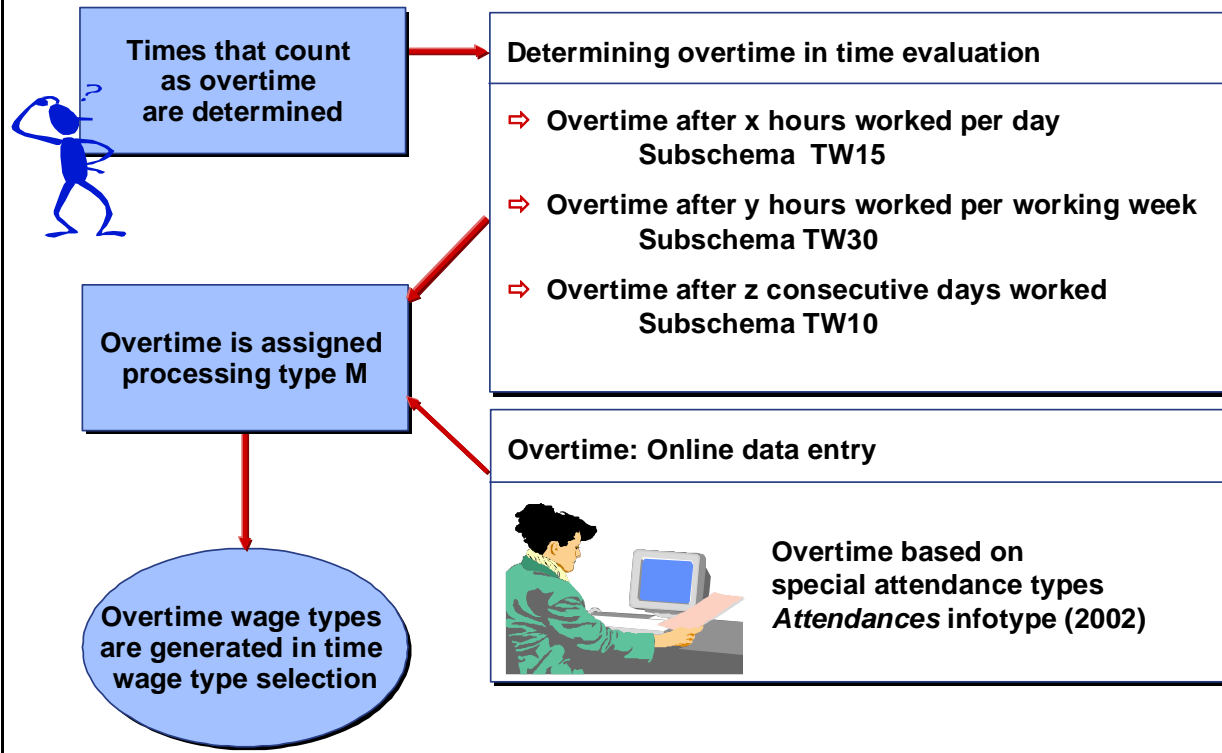 Times that count
as overtime
are determined
Determining overtime in time evaluation
Overtime after x hours worked per day
Subschema TW15
Overtime after y hours worked per working week
Subschema TW30
Overtime after z consecutive days worked
Subschema TW10
Overtime is assigned
processing type M
Overtime: Online data entry
Overtime based on
special attendance types
Attendances infotype (2002)
Overtime wage types
are generated in time
wage type selection
?